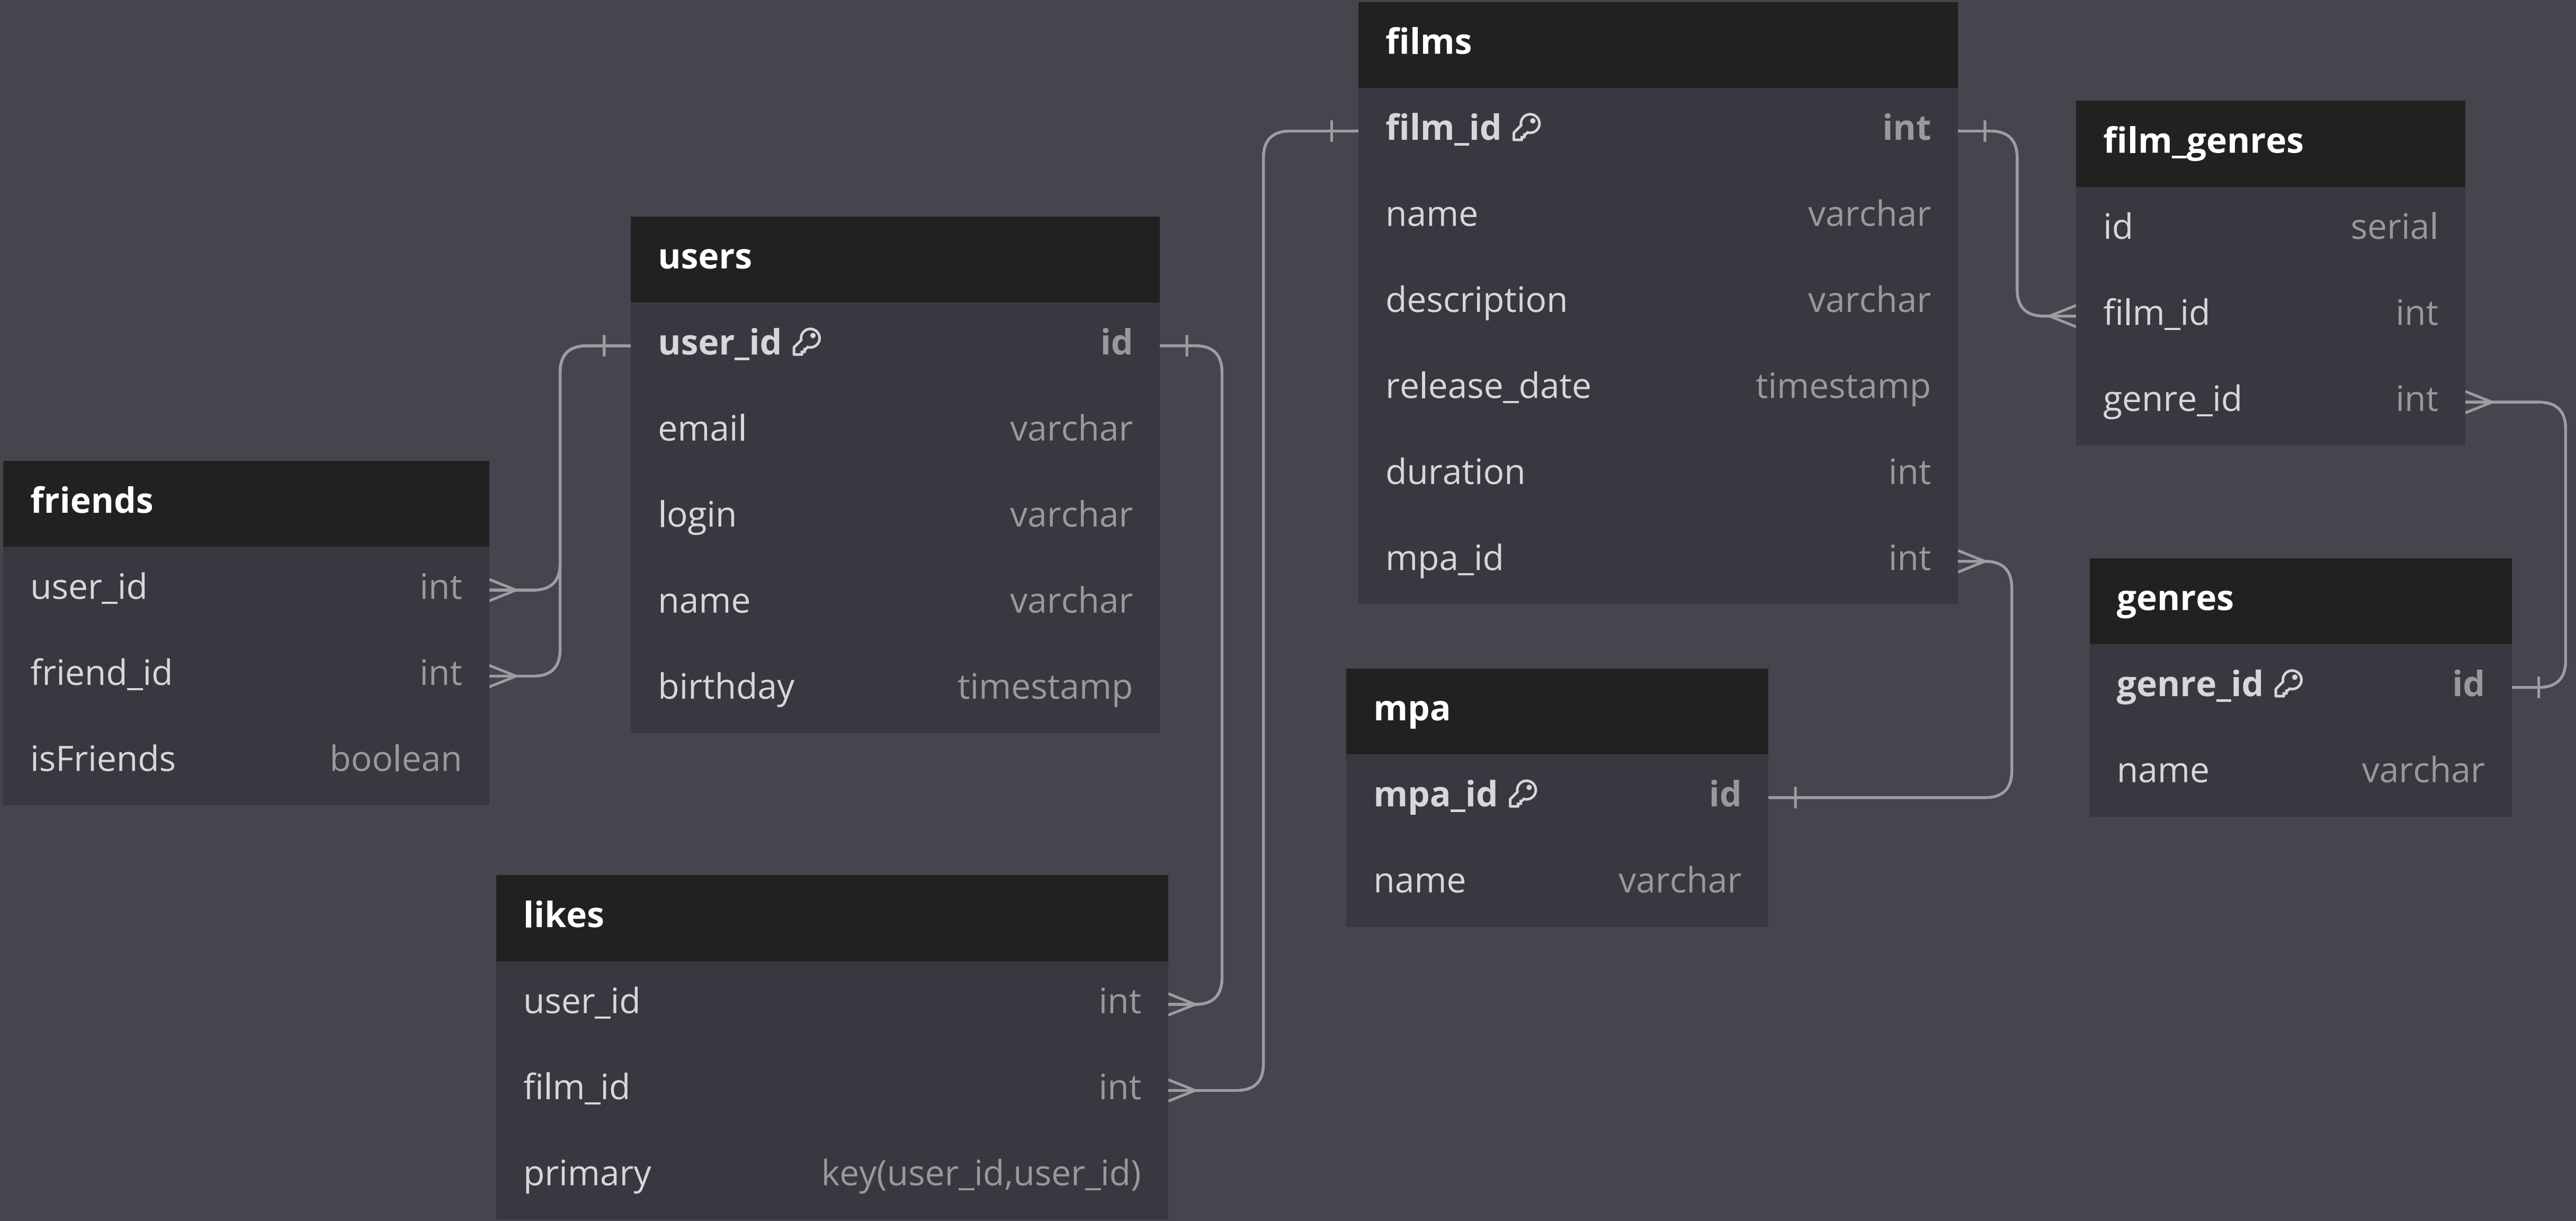 friends
user_id int
friend_id int
isFriends boolean
users
user_id id
email varchar
login varchar
name varchar
birthday timestamp
likes
user_id int
film_id int
primary key(user_id,user_id)
films
film_id int
name varchar
description varchar
release_date timestamp
duration int
mpa_id int
mpa
mpa_id id
name varchar
film_genres
id serial
film_id int
genre_id int
genres
genre_id id
name varchar